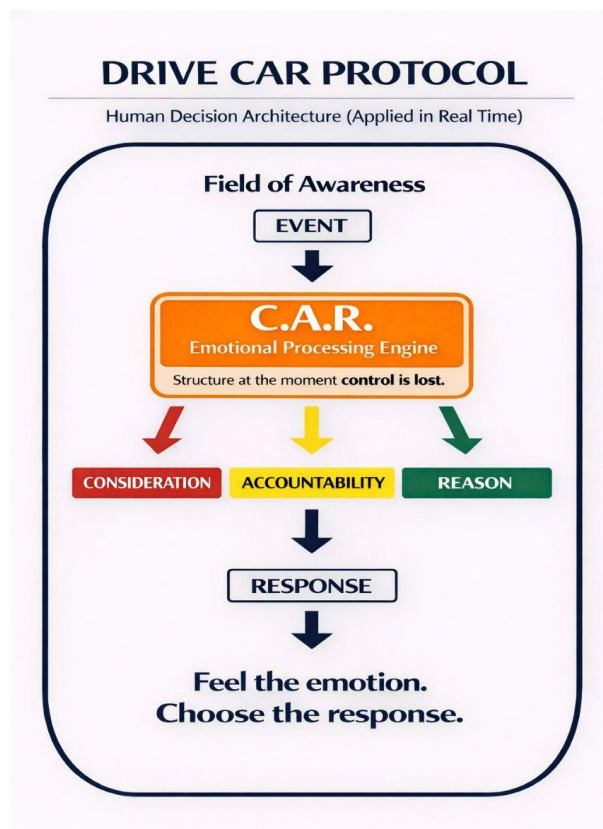 DRIVE CAR PROTOCOL
Human Decision Architecture (Applied in Real Time)
Field of Awareness
EVENT
C.A.R.
Emotional Processing Engine
Structure at the moment control is lost.
CONSIDERATION
ACCOUNTABILITY
REASON
RESPONSE
Feel the emotion.
Choose the response.